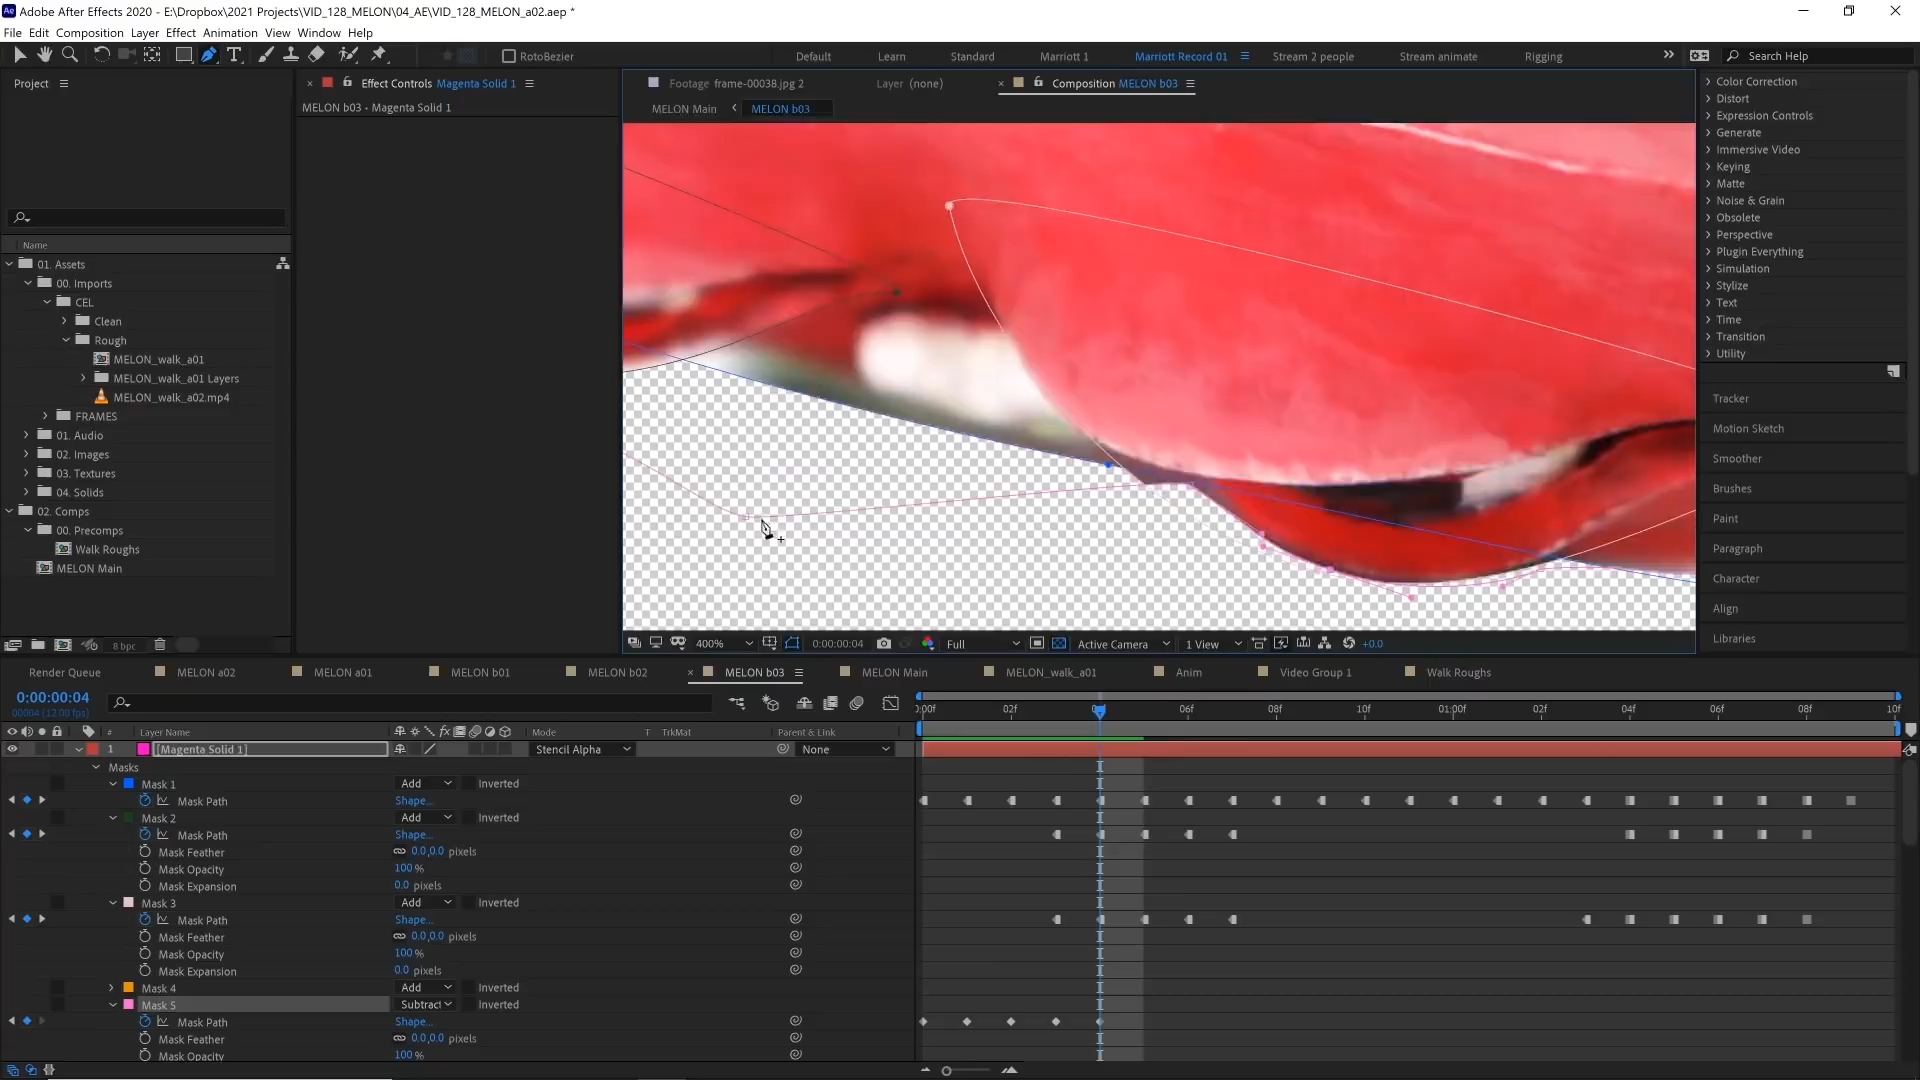 Adobe After Effects 2020 - E:\Dropbox\2021 Projects\VID_128_MELON\04_AE\VID_128_MELON_a02.aep *
File Edit Composition Layer Effect Animation View Window Help
RotoBezier
Default Learn Standard Marriott 1 Marriott Record 01 Stream 2 people Stream animate Rigging
Search Help
Project
Effect Controls Magenta Solid 1
MELON b03 • Magenta Solid 1
Footage frame-00038.jpg 2 Layer (none) Composition MELON b03
MELON Main MELON b03
Color Correction
Distort
Expression Controls
Generate
Immersive Video
Keying
Matte
Noise & Grain
Obsolete
Perspective
Plugin Everything
Simulation
Stylize
Text
Time
Transition
Utility
Tracker
Motion Sketch
Smoother
Brushes
Paint
Paragraph
Character
Align
Libraries
Name
01. Assets
00. Imports
CEL
Clean
Rough
MELON_walk_a01
MELON_walk_a01 Layers
MELON_walk_a02.mp4
FRAMES
01. Audio
02. Images
03. Textures
04. Solids
02. Comps
00. Precomps
Walk Roughs
MELON Main
8 bpc
400% 0:00:00:04 Full Active Camera 1 View +0.0
Render Queue MELON a02 MELON a01 MELON b01 MELON b02 MELON b03 MELON Main MELON_walk_a01 Anim Video Group 1 Walk Roughs
0:00:00:04
00004 (12.00 fps)
02f 06f 08f 10f 01:00f 02f 04f 06f 08f 10f
# Layer Name Mode T TrkMat Parent & Link
1 [Magenta Solid 1] Stencil Alpha None
Masks
Mask 1 Add Inverted
Mask Path Shape...
Mask 2 Add Inverted
Mask Path Shape...
Mask Feather 0.0,0.0 pixels
Mask Opacity 100 %
Mask Expansion 0.0 pixels
Mask 3 Add Inverted
Mask Path Shape...
Mask Feather 0.0,0.0 pixels
Mask Opacity 100 %
Mask Expansion 0.0 pixels
Mask 4 Add Inverted
Mask 5 Subtract Inverted
Mask Path Shape...
Mask Feather 0.0,0.0 pixels
Mask Opacity 100 %